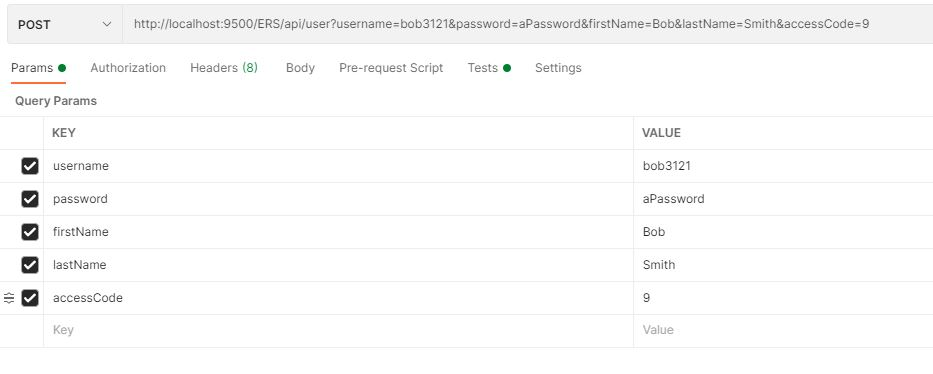 POST http://localhost:9500/ERS/api/user?username=bob3121&password=aPassword&firstName=Bob&lastName=Smith&accessCode=9
Params Authorization Headers (8) Body Pre-request Script Tests Settings
Query Params
KEY VALUE
username bob3121
password aPassword
firstName Bob
lastName Smith
accessCode 9
Key Value